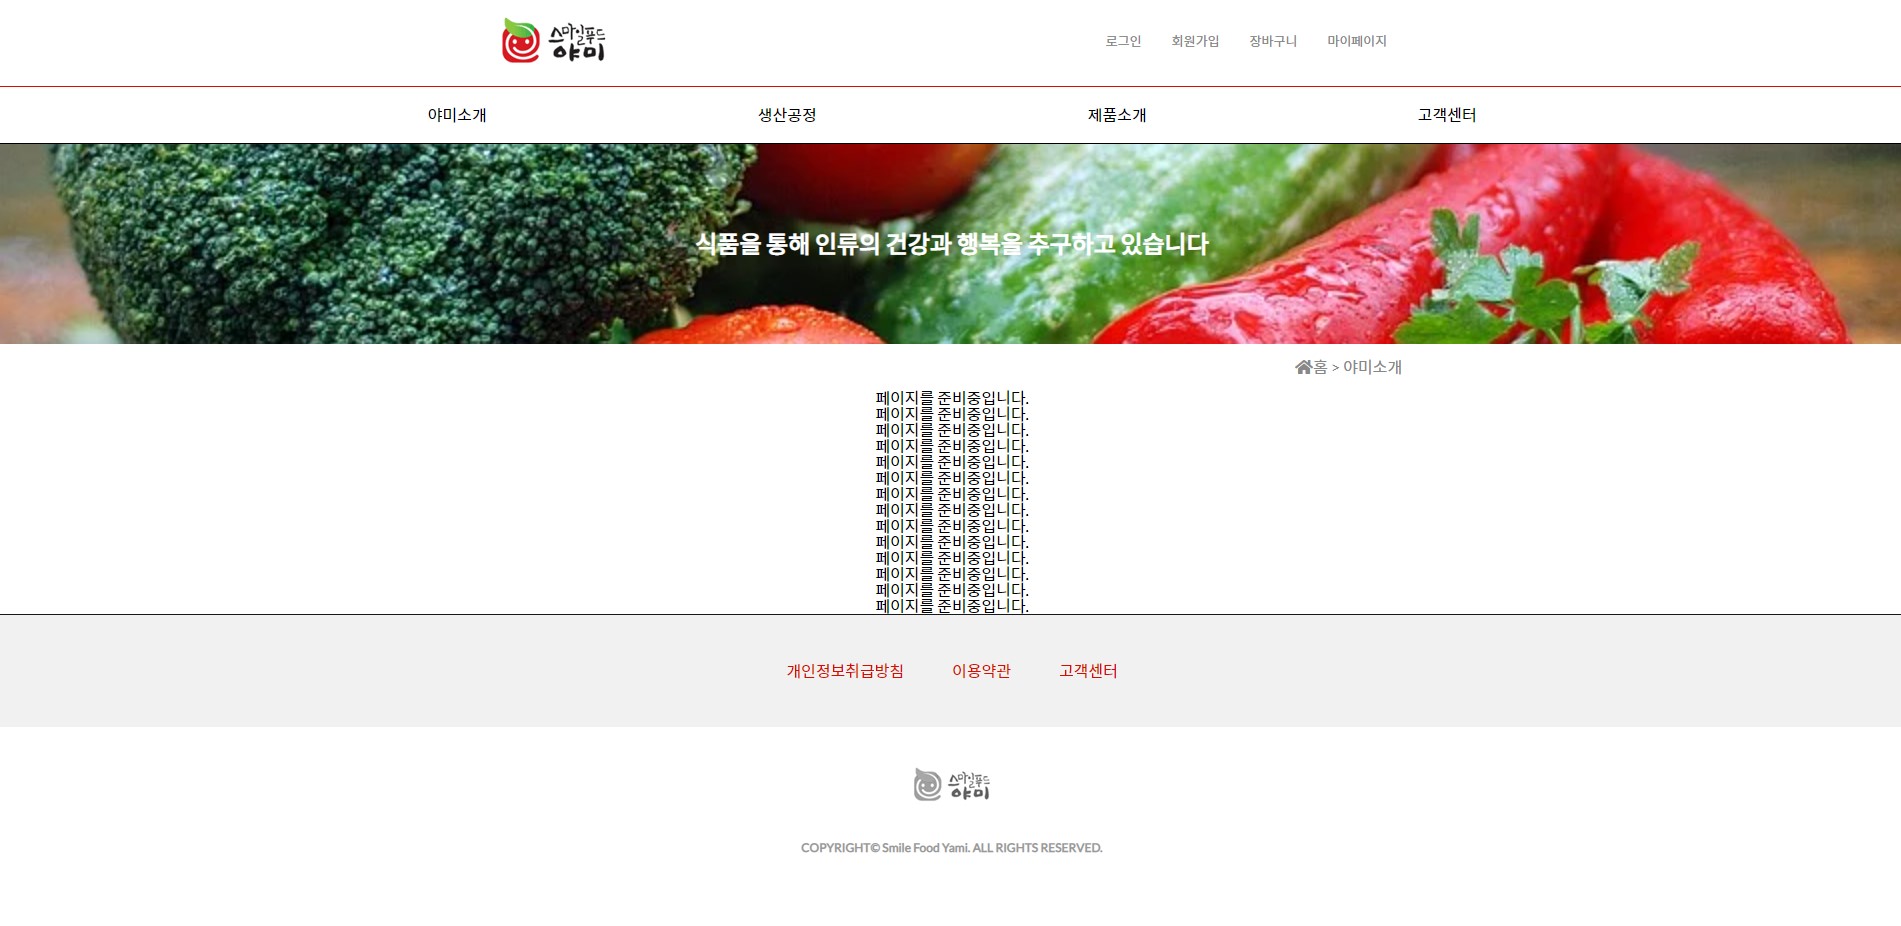 스마일푸드
야미
로그인 회원가입 장바구니 마이페이지
야미소개 생산공정 제품소개 고객센터
식품을 통해 인류의 건강과 행복을 추구하고 있습니다
홈 > 야미소개
페이지를 준비중입니다.
페이지를 준비중입니다.
페이지를 준비중입니다.
페이지를 준비중입니다.
페이지를 준비중입니다.
페이지를 준비중입니다.
페이지를 준비중입니다.
페이지를 준비중입니다.
페이지를 준비중입니다.
페이지를 준비중입니다.
페이지를 준비중입니다.
페이지를 준비중입니다.
페이지를 준비중입니다.
페이지를 준비중입니다.
개인정보취급방침 이용약관 고객센터
스마일푸드
야미
COPYRIGHT© Smile Food Yami. ALL RIGHTS RESERVED.